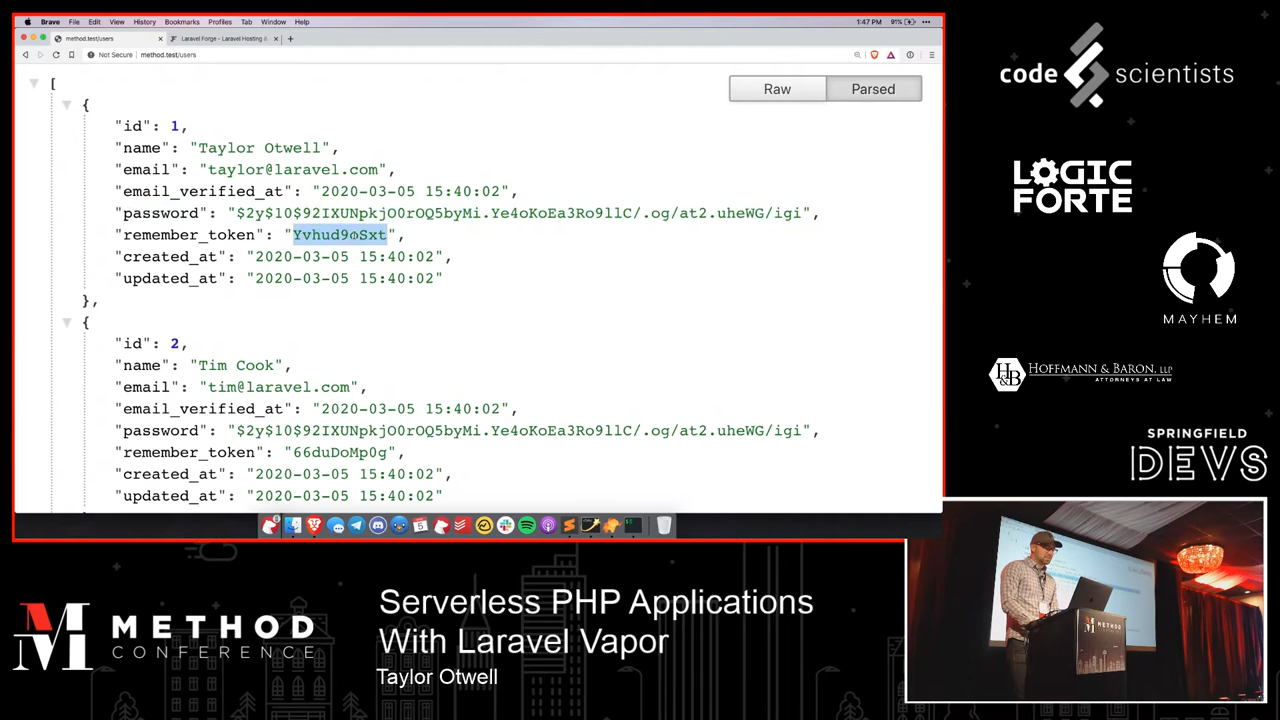 Brave File Edit View History Bookmarks Profiles Tab Window Help
1:47 PM 91%
method.test/users
Laravel Forge - Laravel Hosting &
Not Secure method.test/users
Raw Parsed
[
{
"id": 1,
"name": "Taylor Otwell",
"email": "taylor@laravel.com",
"email_verified_at": "2020-03-05 15:40:02",
"password": "$2y$10$92IXUNpkjO0rOQ5byMi.Ye4oKoEa3Ro9llC/.og/at2.uheWG/igi",
"remember_token":
"created_at": "2020-03-05 15:40:02",
"updated_at": "2020-03-05 15:40:02"
},
{
"id": 2,
"name": "Tim Cook",
"email": "tim@laravel.com",
"email_verified_at": "2020-03-05 15:40:02",
"password": "$2y$10$92IXUNpkjO0rOQ5byMi.Ye4oKoEa3Ro9llC/.og/at2.uheWG/igi",
"remember_token": "66duDoMp0g",
"created_at": "2020-03-05 15:40:02",
"updated_at": "2020-03-05 15:40:02"
code scientists
LOGIC
FORTE
MAYHEM
H&B HOFFMANN & BARON, LLP
ATTORNEYS AT LAW
SPRINGFIELD
DEVS
M METHOD
CONFERENCE
Serverless PHP Applications
With Laravel Vapor
Taylor Otwell
M METHOD